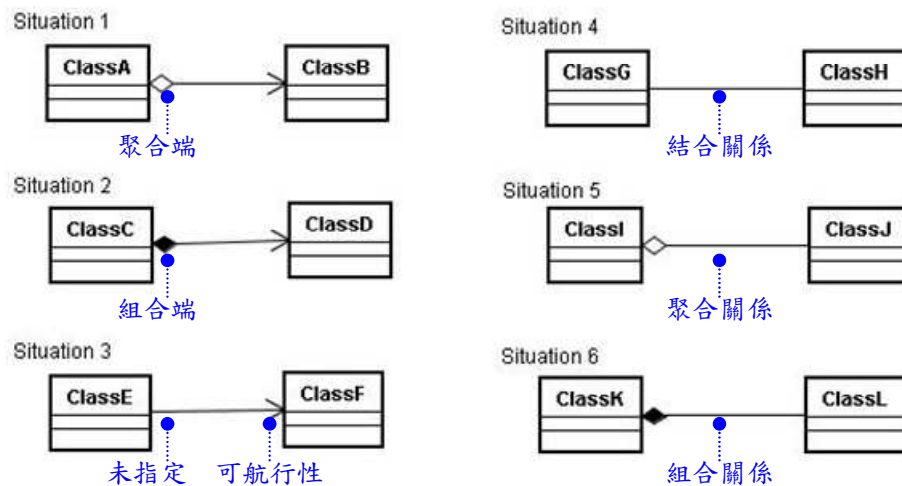 Situation 1
ClassA
ClassB
聚合端
Situation 2
ClassC
ClassD
組合端
Situation 3
ClassE
ClassF
未指定
可航行性
Situation 4
ClassG
ClassH
結合關係
Situation 5
ClassI
ClassJ
聚合關係
Situation 6
ClassK
ClassL
組合關係